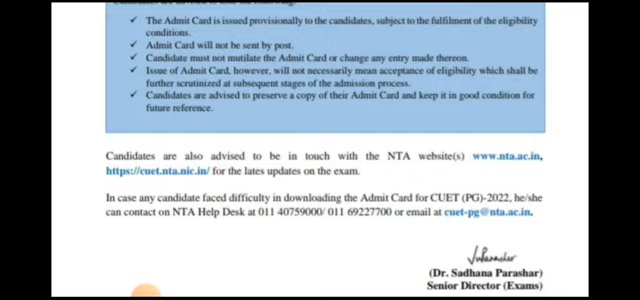 ✓ The Admit Card is issued provisionally to the candidates, subject to the fulfilment of the eligibility
conditions.
✓ Admit Card will not be sent by post.
✓ Candidate must not mutilate the Admit Card or change any entry made thereon.
✓ Issue of Admit Card, however, will not necessarily mean acceptance of eligibility which shall be
further scrutinized at subsequent stages of the admission process.
✓ Candidates are advised to preserve a copy of their Admit Card and keep it in good condition for
future reference.
Candidates are also advised to be in touch with the NTA website(s) www.nta.ac.in,
https://cuet.nta.nic.in/ for the lates updates on the exam.
In case any candidate faced difficulty in downloading the Admit Card for CUET (PG)-2022, he/she
can contact on NTA Help Desk at 011 40759000/ 011 69227700 or email at cuet-pg@nta.ac.in.
(Dr. Sadhana Parashar)
Senior Director (Exams)